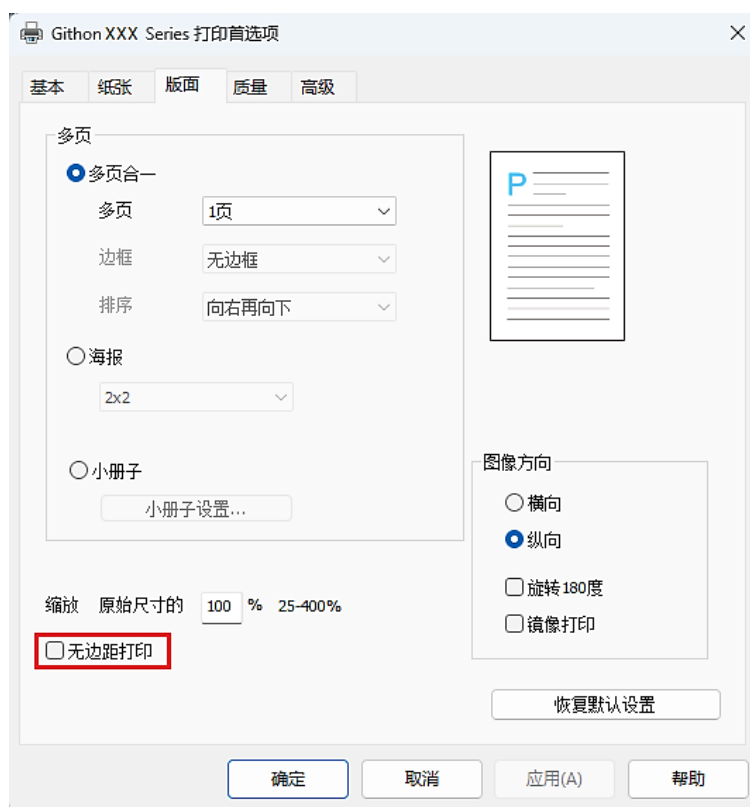 Githon XXX Series 打印首选项
基本 纸张 版面 质量 高级
多页
多页合一
多页 1页
边框 无边框
排序 向右再向下
海报
2x2
小册子
小册子设置...
P
图像方向
横向
纵向
旋转180度
镜像打印
缩放 原始尺寸的 100 % 25-400%
无边距打印
恢复默认设置
确定 取消 应用(A) 帮助